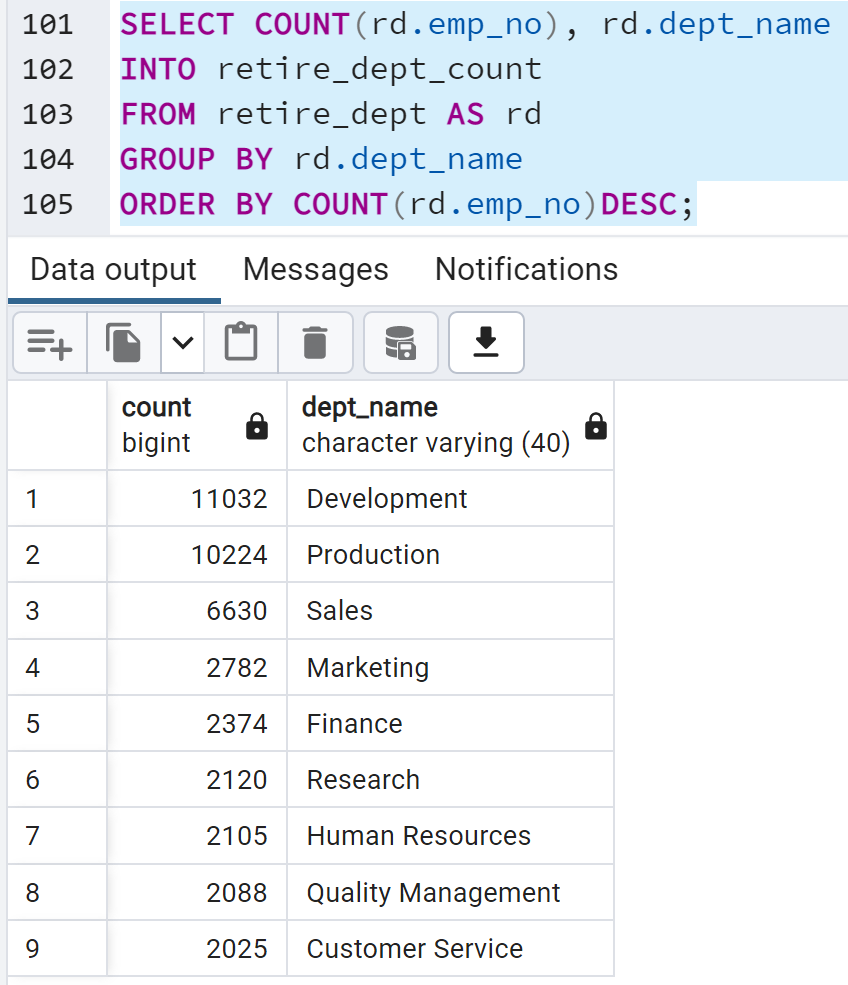 101 SELECT COUNT(rd.emp_no), rd.dept_name
102 INTO retire_dept_count
103 FROM retire_dept AS rd
104 GROUP BY rd.dept_name
105 ORDER BY COUNT(rd.emp_no)DESC;
Data output Messages Notifications
count dept_name
bigint character varying (40)
1 11032 Development
2 10224 Production
3 6630 Sales
4 2782 Marketing
5 2374 Finance
6 2120 Research
7 2105 Human Resources
8 2088 Quality Management
9 2025 Customer Service